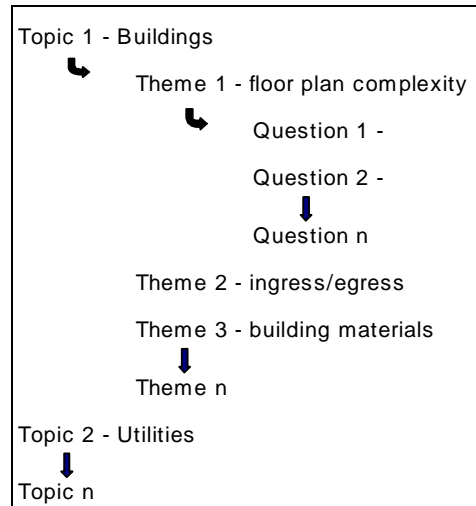 Topic 1 - Buildings
Theme 1 - floor plan complexity
Question 1 -
Question 2 -
Question n
Theme 2 - ingress/egress
Theme 3 - building materials
Theme n
Topic 2 - Utilities
Topic n